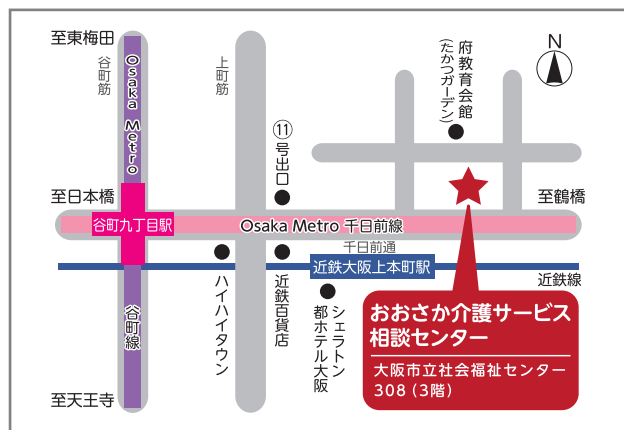 至東梅田
谷町筋
Osaka Metro
上町筋
⑪号出口
府教育会館
(たかつガーデン)
N
至日本橋
谷町九丁目駅
Osaka Metro 千日前線
至鶴橋
千日前通
近鉄大阪上本町駅
近鉄線
谷町線
ハイハイタウン
近鉄百貨店
シェラトン
都ホテル大阪
おおさか介護サービス
相談センター
大阪市立社会福祉センター
308(3階)
至天王寺